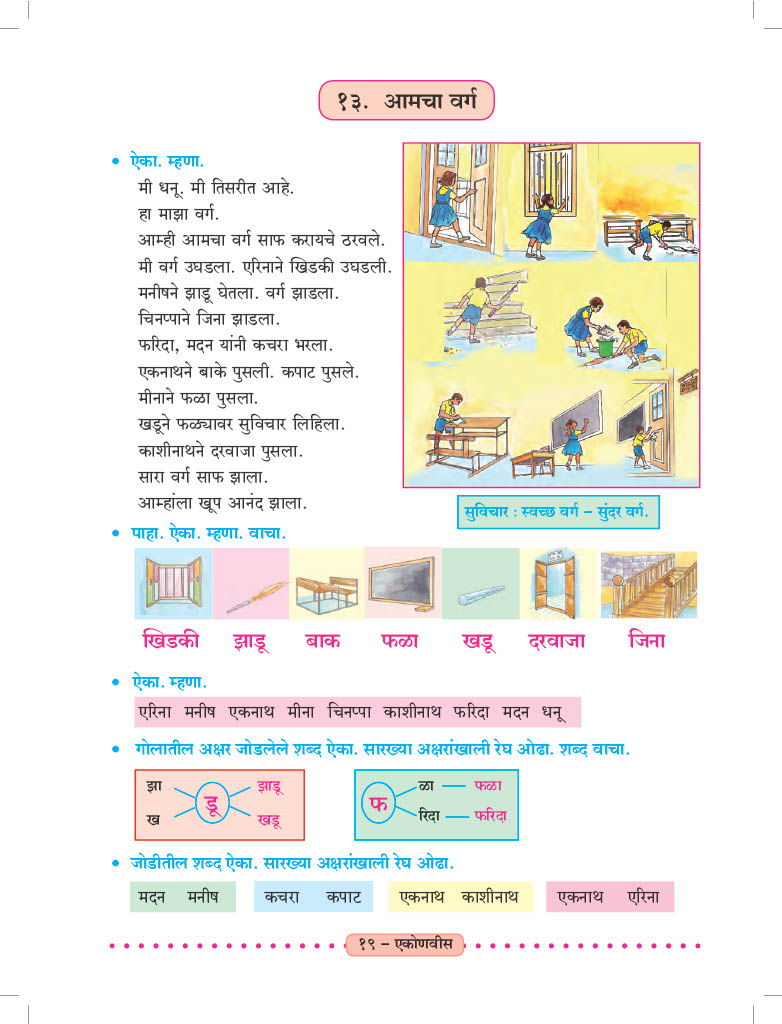 १३. आमचा वर्ग
• ऐका. म्हणा.
मी धनू. मी तिसरीत आहे.
हा माझा वर्ग.
आम्ही आमचा वर्ग साफ करायचे ठरवले.
मी वर्ग उघडला. एरिनाने खिडकी उघडली.
मनीषने झाडू घेतला. वर्ग झाडला.
चिनप्पाने जिना झाडला.
फरिदा, मदन यांनी कचरा भरला.
एकनाथने बाके पुसली. कपाट पुसले.
मीनाने फळा पुसला.
खडूने फळ्यावर सुविचार लिहिला.
काशीनाथने दरवाजा पुसला.
सारा वर्ग साफ झाला.
आम्हांला खूप आनंद झाला.
सुविचार : स्वच्छ वर्ग – सुंदर वर्ग.
• पाहा. ऐका. म्हणा. वाचा.
खिडकी झाडू बाक फळा खडू दरवाजा जिना
• ऐका. म्हणा.
एरिना मनीष एकनाथ मीना चिनप्पा काशीनाथ फरिदा मदन धनू
• गोलातील अक्षर जोडलेले शब्द ऐका. सारख्या अक्षरांखाली रेघ ओढा. शब्द वाचा.
झा डू झाडू
ख खडू
फ ळा फळा
रिदा फरिदा
• जोडीतील शब्द ऐका. सारख्या अक्षरांखाली रेघ ओढा.
मदन मनीष कचरा कपाट एकनाथ काशीनाथ एकनाथ एरिना
१९ – एकोणवीस